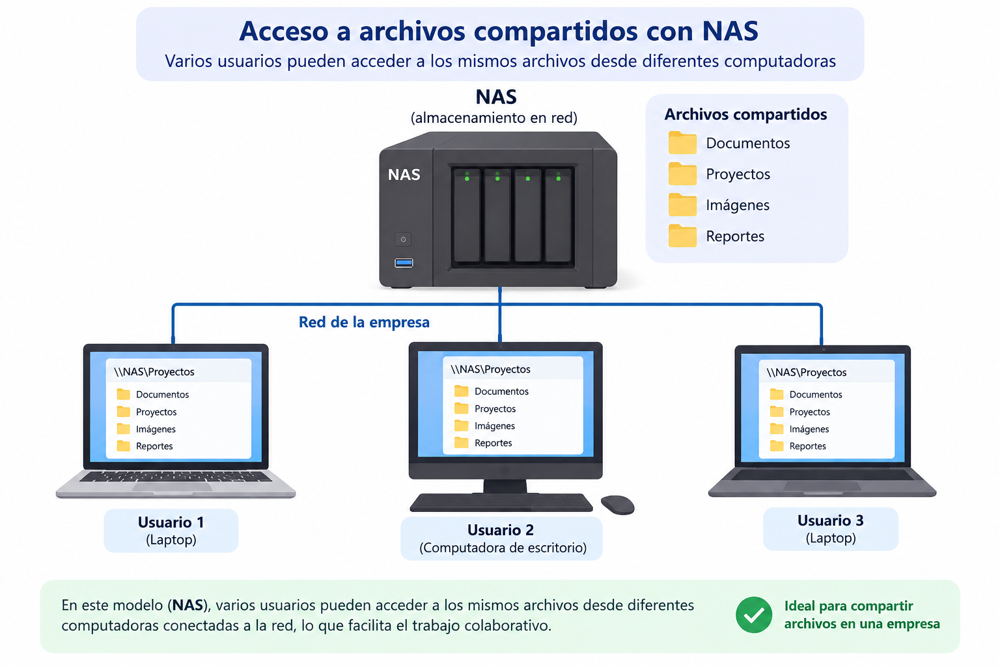 Acceso a archivos compartidos con NAS
Varios usuarios pueden acceder a los mismos archivos desde diferentes computadoras
NAS
(almacenamiento en red)
NAS
Archivos compartidos
Documentos
Proyectos
Imágenes
Reportes
Red de la empresa
\\NAS\Proyectos
Documentos
Proyectos
Imágenes
Reportes
\\NAS\Proyectos
Documentos
Proyectos
Imágenes
Reportes
\\NAS\Proyectos
Documentos
Proyectos
Imágenes
Reportes
Usuario 1
(Laptop)
Usuario 2
(Computadora de escritorio)
Usuario 3
(Laptop)
En este modelo (NAS), varios usuarios pueden acceder a los mismos archivos desde diferentes
computadoras conectadas a la red, lo que facilita el trabajo colaborativo.
Ideal para compartir
archivos en una empresa